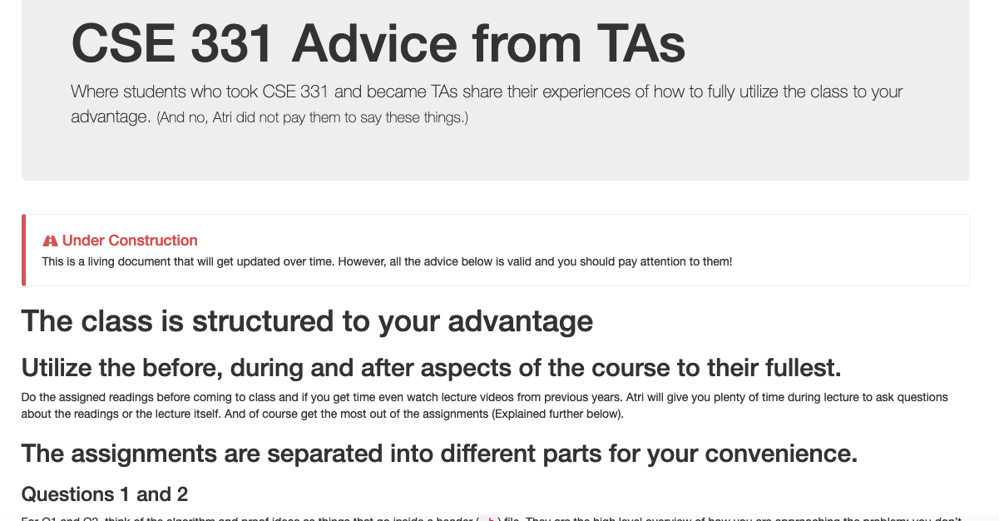 CSE 331 Advice from TAs
Where students who took CSE 331 and became TAs share their experiences of how to fully utilize the class to your
advantage. (And no, Atri did not pay them to say these things.)
Under Construction
This is a living document that will get updated over time. However, all the advice below is valid and you should pay attention to them!
The class is structured to your advantage
Utilize the before, during and after aspects of the course to their fullest.
Do the assigned readings before coming to class and if you get time even watch lecture videos from previous years. Atri will give you plenty of time during lecture to ask questions
about the readings or the lecture itself. And of course get the most out of the assignments (Explained further below).
The assignments are separated into different parts for your convenience.
Questions 1 and 2
For Q1 and Q2, think of the algorithm and proof ideas as things that go inside a header (.h) file. They are the high level overview of how you are approaching the problem; you don't